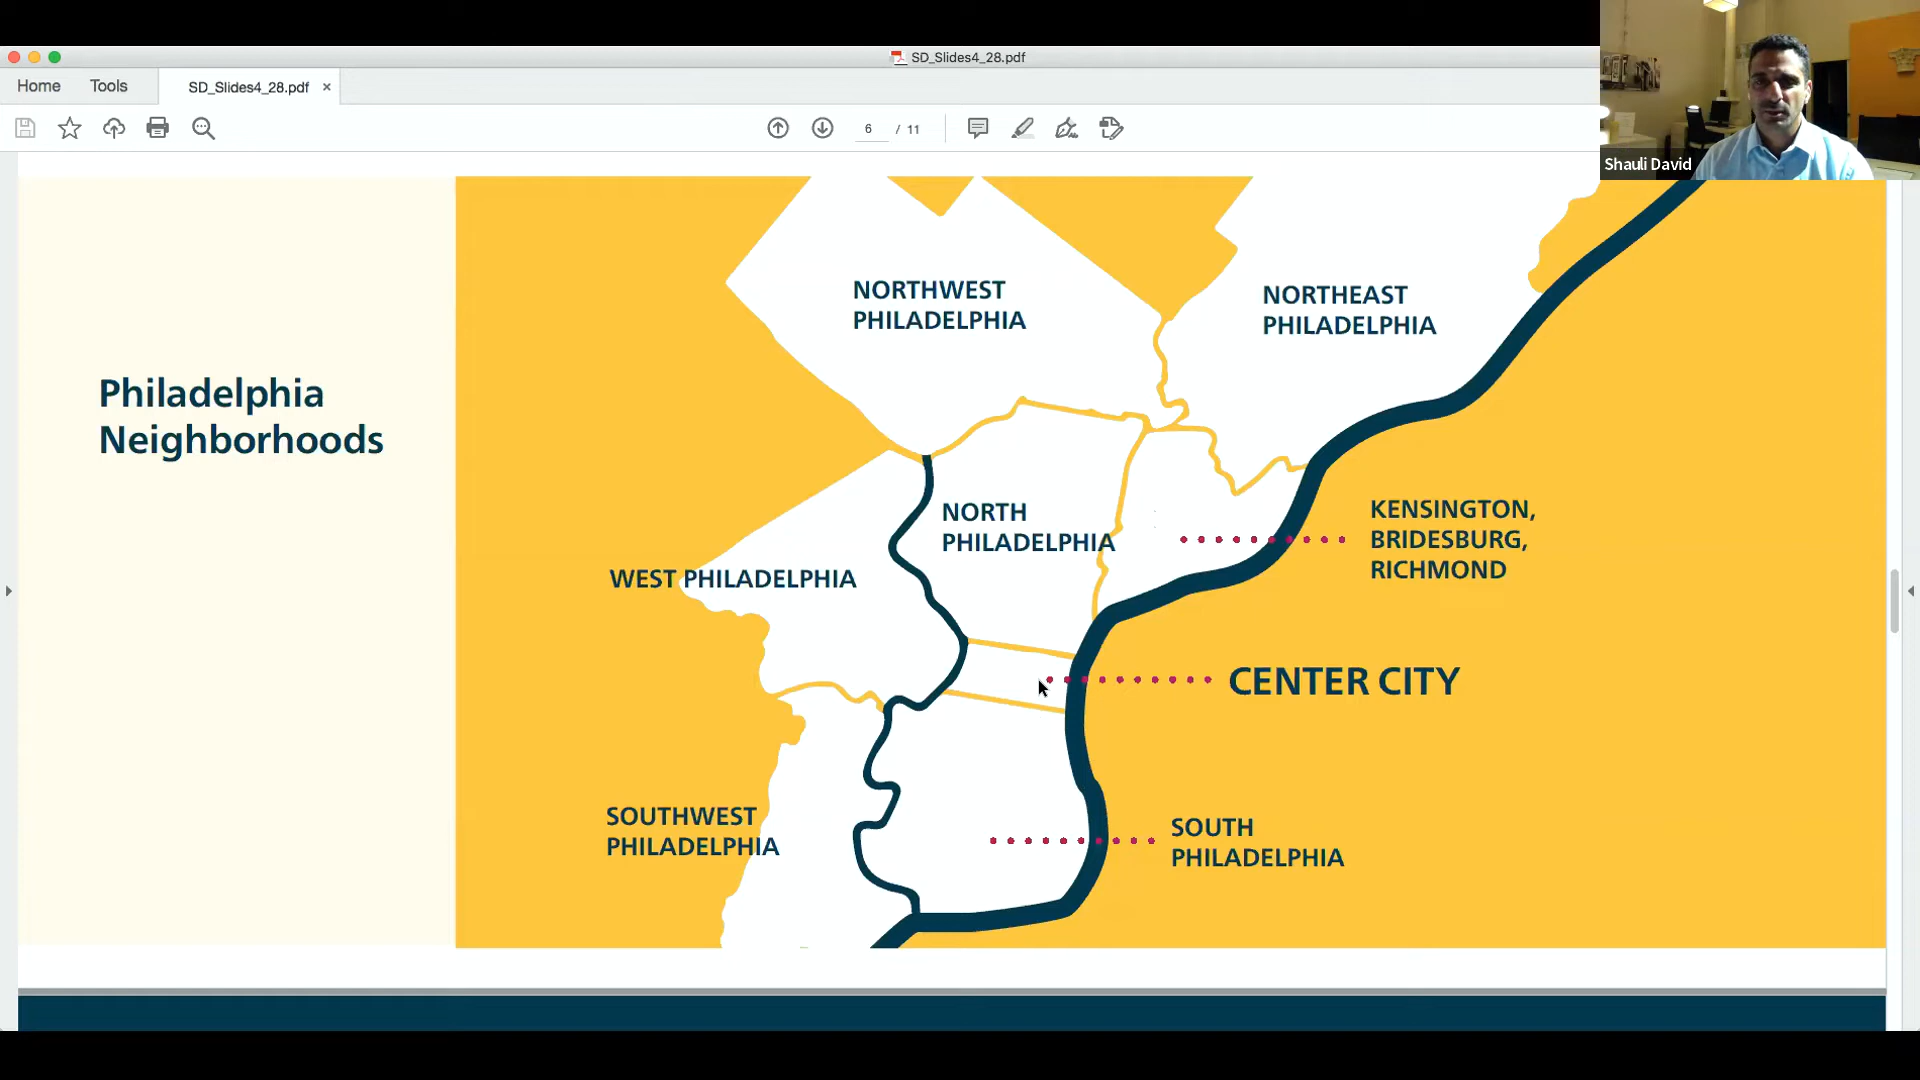 SD_Slides4_28.pdf
Home
Tools
SD_Slides4_28.pdf ×
6 / 11
Shauli David
Philadelphia
Neighborhoods
NORTHWEST
PHILADELPHIA
NORTHEAST
PHILADELPHIA
NORTH
PHILADELPHIA
KENSINGTON,
BRIDESBURG,
RICHMOND
WEST PHILADELPHIA
CENTER CITY
SOUTHWEST
PHILADELPHIA
SOUTH
PHILADELPHIA